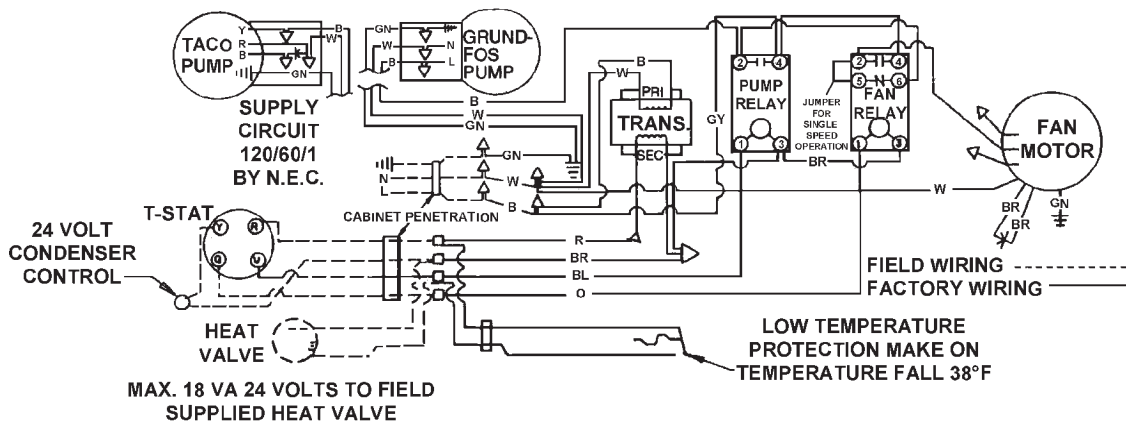 Y
R
B
TACO
PUMP
B
W
GN
GN
W
B
N
L
GRUND-
FOS
PUMP
SUPPLY
CIRCUIT
120/60/1
BY N.E.C.
B
W
GN
GN
N
W
B
CABINET PENETRATION
B
W
PRI
TRANS.
SEC
GY
2 4
PUMP
RELAY
1 3
JUMPER
FOR
SINGLE
SPEED
OPERATION
2 4
5 6
FAN
RELAY
1 3
BR
FAN
MOTOR
W
BR
BR
GN
T-STAT
Y R
G
24 VOLT
CONDENSER
CONTROL
R
BR
BL
O
FIELD WIRING
FACTORY WIRING
HEAT
VALVE
LOW TEMPERATURE
PROTECTION MAKE ON
TEMPERATURE FALL 38°F
MAX. 18 VA 24 VOLTS TO FIELD
SUPPLIED HEAT VALVE